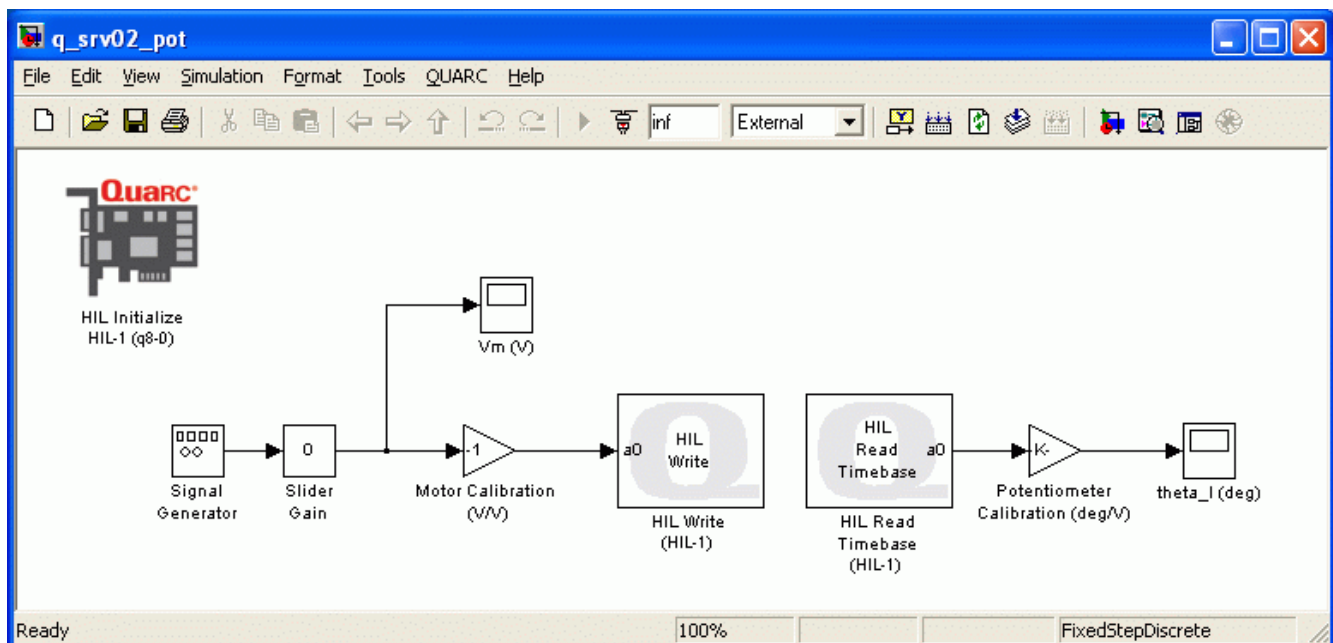 q_srv02_pot
File Edit View Simulation Format Tools QUARC Help
inf External
QUARC
HIL Initialize
HIL-1 (q8-0)
Vm (V)
0
Signal
Generator
Slider
Gain
-1
Motor Calibration
(V/V)
a0
HIL
Write
HIL Write
(HIL-1)
HIL
Read
Timebase
a0
HIL Read
Timebase
(HIL-1)
-K-
Potentiometer
Calibration (deg/V)
theta_l (deg)
Ready 100% FixedStepDiscrete